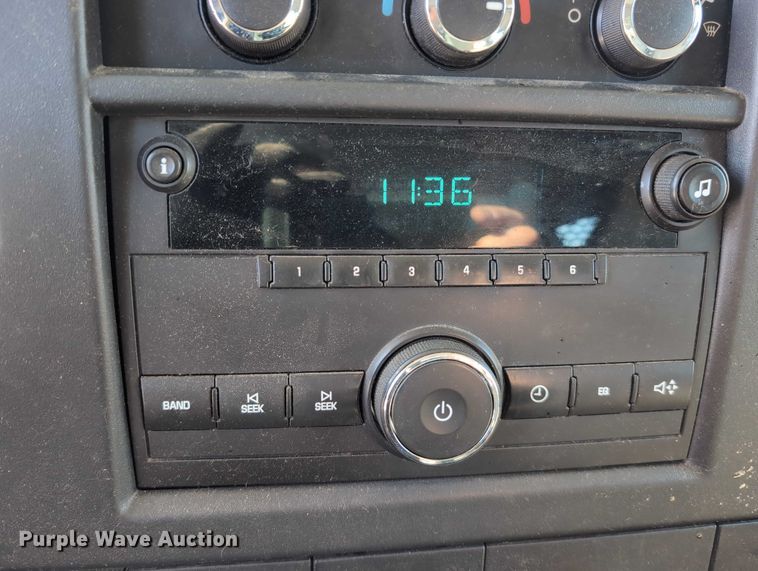 i
11:36
1 2 3 4 5 6
BAND SEEK SEEK EQ
Purple Wave Auction